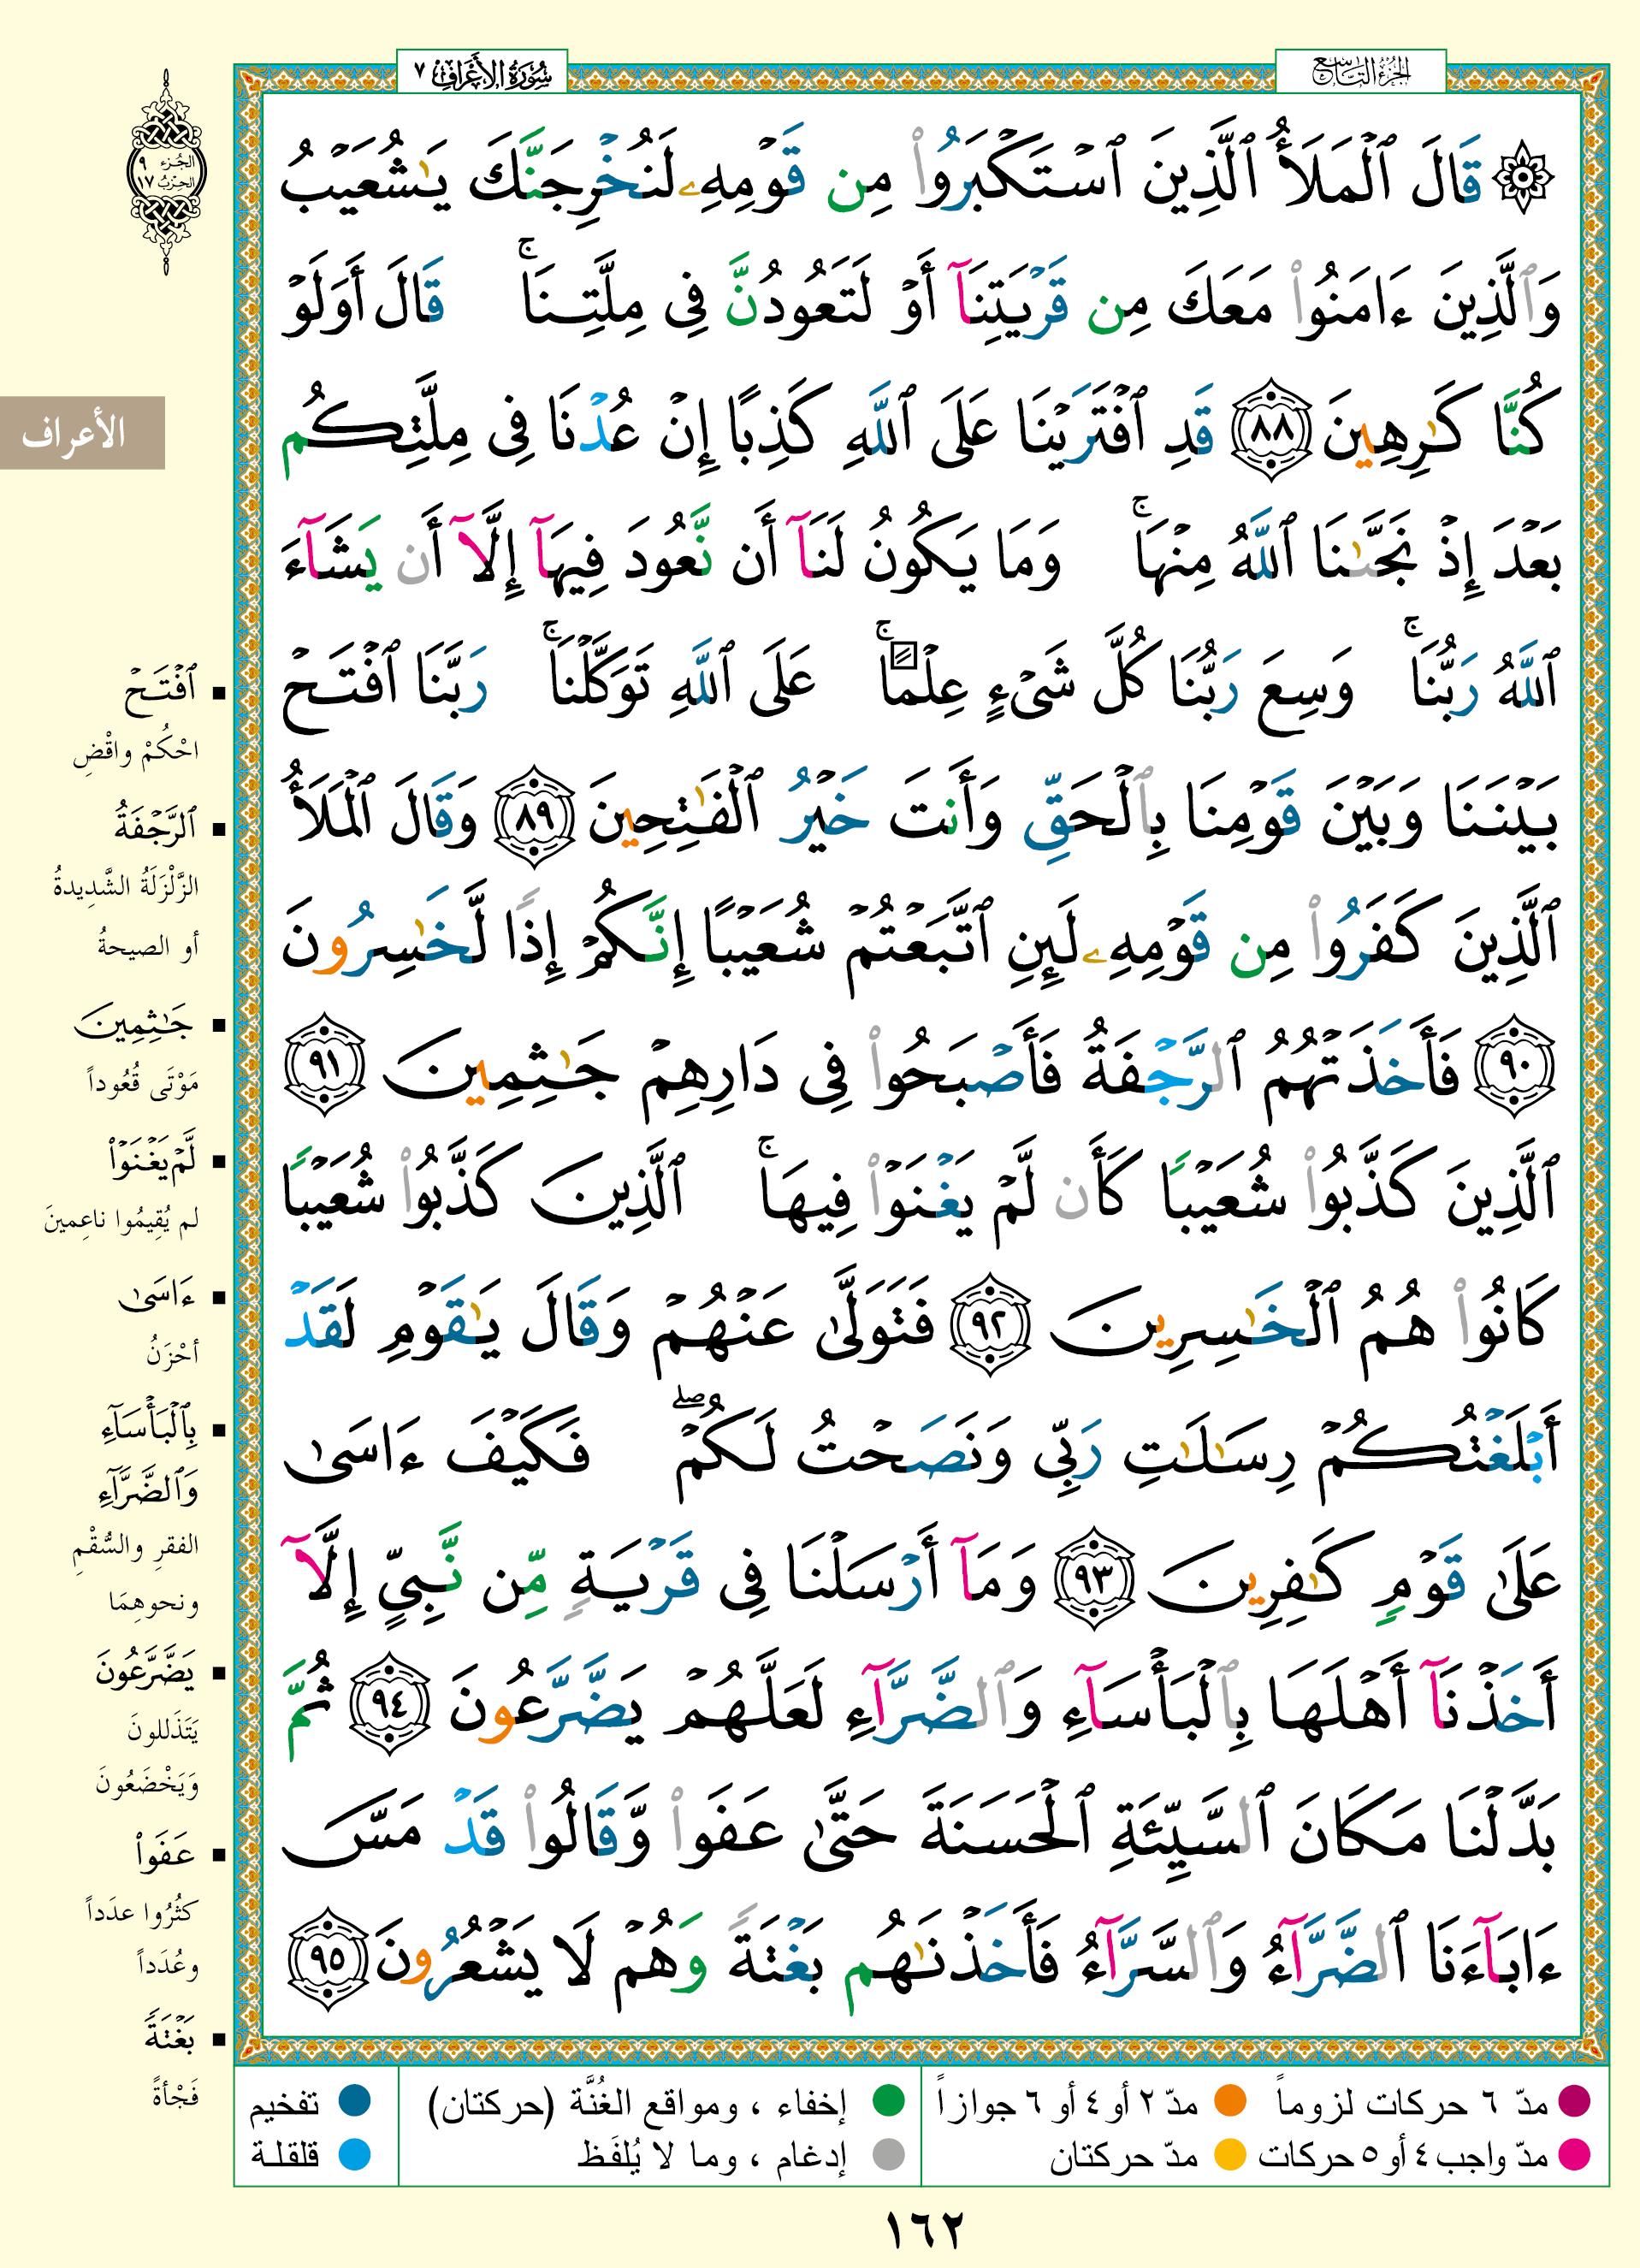 الجزء التاسع
سورة الأعراف ٧
۞ قَالَ ٱلْمَلَأُ ٱلَّذِينَ ٱسْتَكْبَرُوا۟ مِن قَوْمِهِۦ لَنُخْرِجَنَّكَ يَـٰشُعَيْبُ
وَٱلَّذِينَ ءَامَنُوا۟ مَعَكَ مِن قَرْيَتِنَآ أَوْ لَتَعُودُنَّ فِى مِلَّتِنَا ۚ قَالَ أَوَلَوْ
كُنَّا كَـٰرِهِينَ ٨٨ قَدِ ٱفْتَرَيْنَا عَلَى ٱللَّهِ كَذِبًا إِنْ عُدْنَا فِى مِلَّتِكُم
بَعْدَ إِذْ نَجَّىٰنَا ٱللَّهُ مِنْهَا ۚ وَمَا يَكُونُ لَنَآ أَن نَّعُودَ فِيهَآ إِلَّآ أَن يَشَآءَ
ٱللَّهُ رَبُّنَا ۚ وَسِعَ رَبُّنَا كُلَّ شَىْءٍ عِلْمًا ۚ عَلَى ٱللَّهِ تَوَكَّلْنَا ۚ رَبَّنَا ٱفْتَحْ
بَيْنَنَا وَبَيْنَ قَوْمِنَا بِٱلْحَقِّ وَأَنتَ خَيْرُ ٱلْفَـٰتِحِينَ ٨٩ وَقَالَ ٱلْمَلَأُ
ٱلَّذِينَ كَفَرُوا۟ مِن قَوْمِهِۦ لَئِنِ ٱتَّبَعْتُمْ شُعَيْبًا إِنَّكُمْ إِذًا لَّخَـٰسِرُونَ
٩٠ فَأَخَذَتْهُمُ ٱلرَّجْفَةُ فَأَصْبَحُوا۟ فِى دَارِهِمْ جَـٰثِمِينَ ٩١
ٱلَّذِينَ كَذَّبُوا۟ شُعَيْبًا كَأَن لَّمْ يَغْنَوْا۟ فِيهَا ۚ ٱلَّذِينَ كَذَّبُوا۟ شُعَيْبًا
كَانُوا۟ هُمُ ٱلْخَـٰسِرِينَ ٩٢ فَتَوَلَّىٰ عَنْهُمْ وَقَالَ يَـٰقَوْمِ لَقَدْ
أَبْلَغْتُكُمْ رِسَـٰلَـٰتِ رَبِّى وَنَصَحْتُ لَكُمْ ۖ فَكَيْفَ ءَاسَىٰ
عَلَىٰ قَوْمٍ كَـٰفِرِينَ ٩٣ وَمَآ أَرْسَلْنَا فِى قَرْيَةٍ مِّن نَّبِىٍّ إِلَّآ
أَخَذْنَآ أَهْلَهَا بِٱلْبَأْسَآءِ وَٱلضَّرَّآءِ لَعَلَّهُمْ يَضَّرَّعُونَ ٩٤ ثُمَّ
بَدَّلْنَا مَكَانَ ٱلسَّيِّئَةِ ٱلْحَسَنَةَ حَتَّىٰ عَفَوا۟ وَّقَالُوا۟ قَدْ مَسَّ
ءَابَآءَنَا ٱلضَّرَّآءُ وَٱلسَّرَّآءُ فَأَخَذْنَـٰهُم بَغْتَةً وَهُمْ لَا يَشْعُرُونَ ٩٥
الجزء ٩
الحزب ١٧
الأعراف
▪ ٱفْتَحْ
احْكُمْ واقْضِ
▪ ٱلرَّجْفَةُ
الزَّلْزَلَةُ الشَّدِيدةُ
أو الصيحةُ
▪ جَـٰثِمِينَ
مَوْتَى قُعُوداً
▪ لَّمْ يَغْنَوْا۟
لم يُقِيمُوا ناعِمينَ
▪ ءَاسَىٰ
أحْزَنُ
▪ بِٱلْبَأْسَآءِ
وَٱلضَّرَّآءِ
الفقرِ والسُّقْمِ
ونحوهِمَا
▪ يَضَّرَّعُونَ
يَتَذَللونَ
وَيَخْضَعُونَ
▪ عَفَوا۟
كثُرُوا عدَداً
وعُدَداً
▪ بَغْتَةً
فَجْأةً
مدّ ٦ حركات لزوماً
مدّ ٢ أو ٤ أو ٦ جوازاً
إخفاء ، ومواقع الغُنَّة (حركتان)
تفخيم
مدّ واجب ٤ أو ٥ حركات
مدّ حركتان
إدغام ، وما لا يُلفَظ
قلقلة
١٦٢